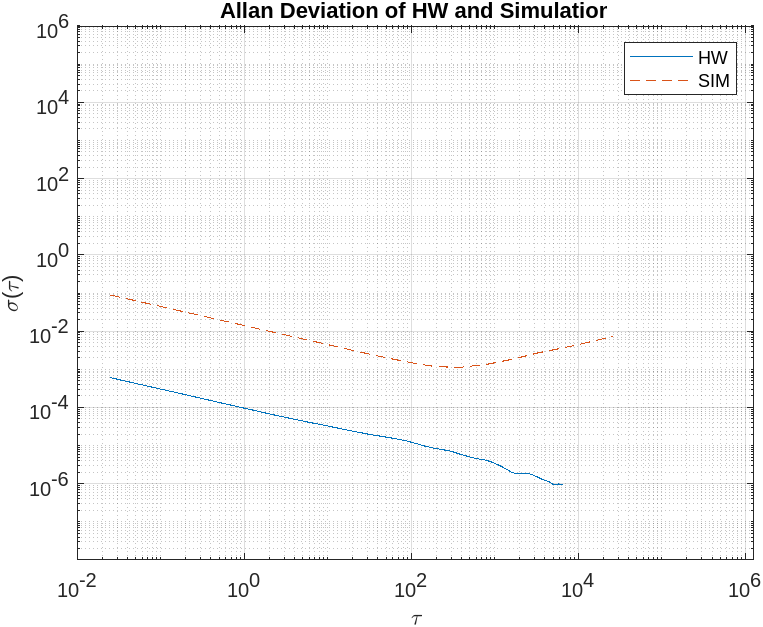 Allan Deviation of HW and Simulatior
10^6
10^4
10^2
10^0
10^-2
10^-4
10^-6
σ(τ)
HW
SIM
10^-2 10^0 10^2 10^4 10^6
τ